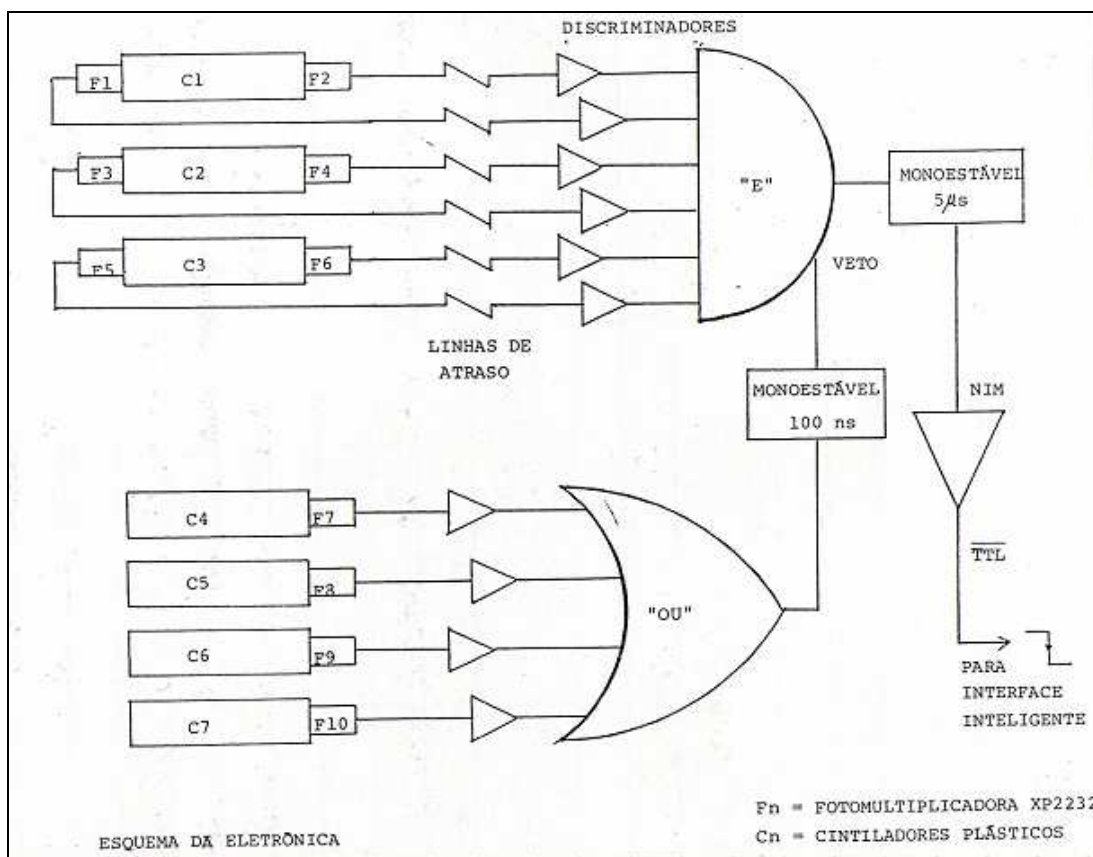 DISCRIMINADORES
F1 C1 F2
F3 C2 F4
F5 C3 F6
"E"
MONOESTÁVEL
5µs
VETO
LINHAS DE
ATRASO
MONOESTÁVEL
100 ns
NIM
C4 F7
C5 F8
C6 F9
C7 F10
"OU"
TTL
PARA
INTERFACE
INTELIGENTE
Fn = FOTOMULTIPLICADORA XP2232
Cn = CINTILADORES PLÁSTICOS
ESQUEMA DA ELETRÔNICA